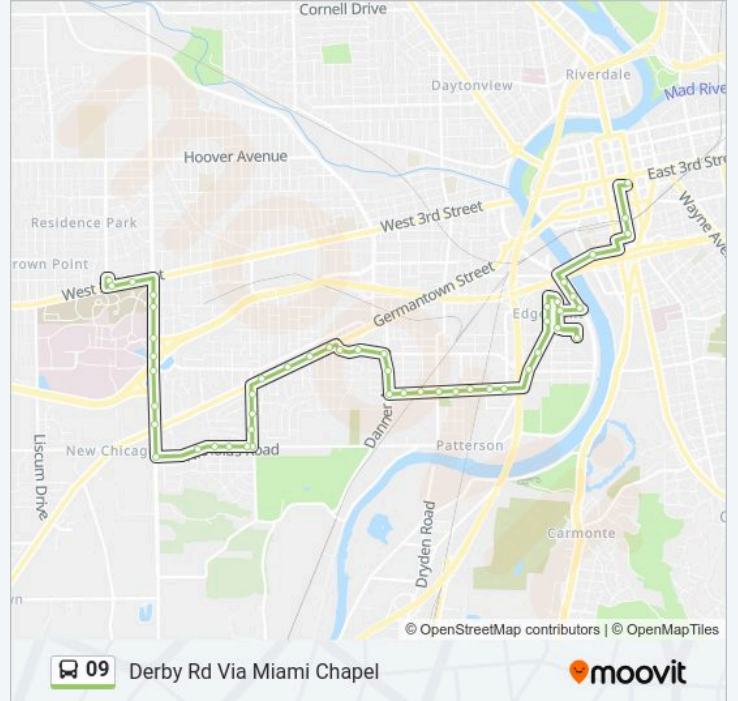 Cornell Drive
Riverdale
Daytonview
Mad Rive
Hoover Avenue
East 3rd Stre
Residence Park
West 3rd Street
Wayne Ave
rown Point
Germantown Street
West
Edge
Danner
Liscum Drive
New Chicag
Road
Patterson
Dryden Road
Carmonte
© OpenStreetMap contributors | © OpenMapTiles
09 Derby Rd Via Miami Chapel
moovit